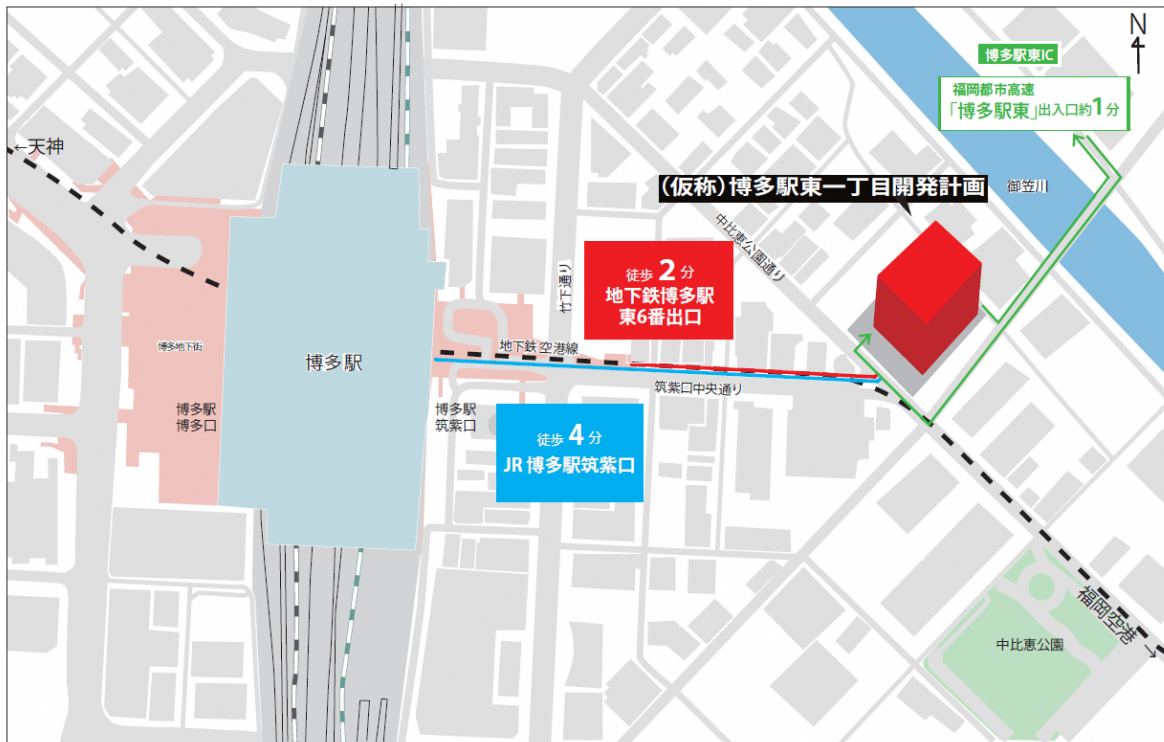 N
博多駅東IC
福岡都市高速
「博多駅東」出入口約1分
←天神
(仮称)博多駅東一丁目開発計画
御笠川
中比恵公園通り
竹下通り
徒歩 2 分
地下鉄博多駅
東6番出口
地下鉄 空港線
博多地下街
博多駅
筑紫口中央通り
博多駅
博多口
博多駅
筑紫口
徒歩 4 分
JR 博多駅筑紫口
福岡空港→
中比恵公園